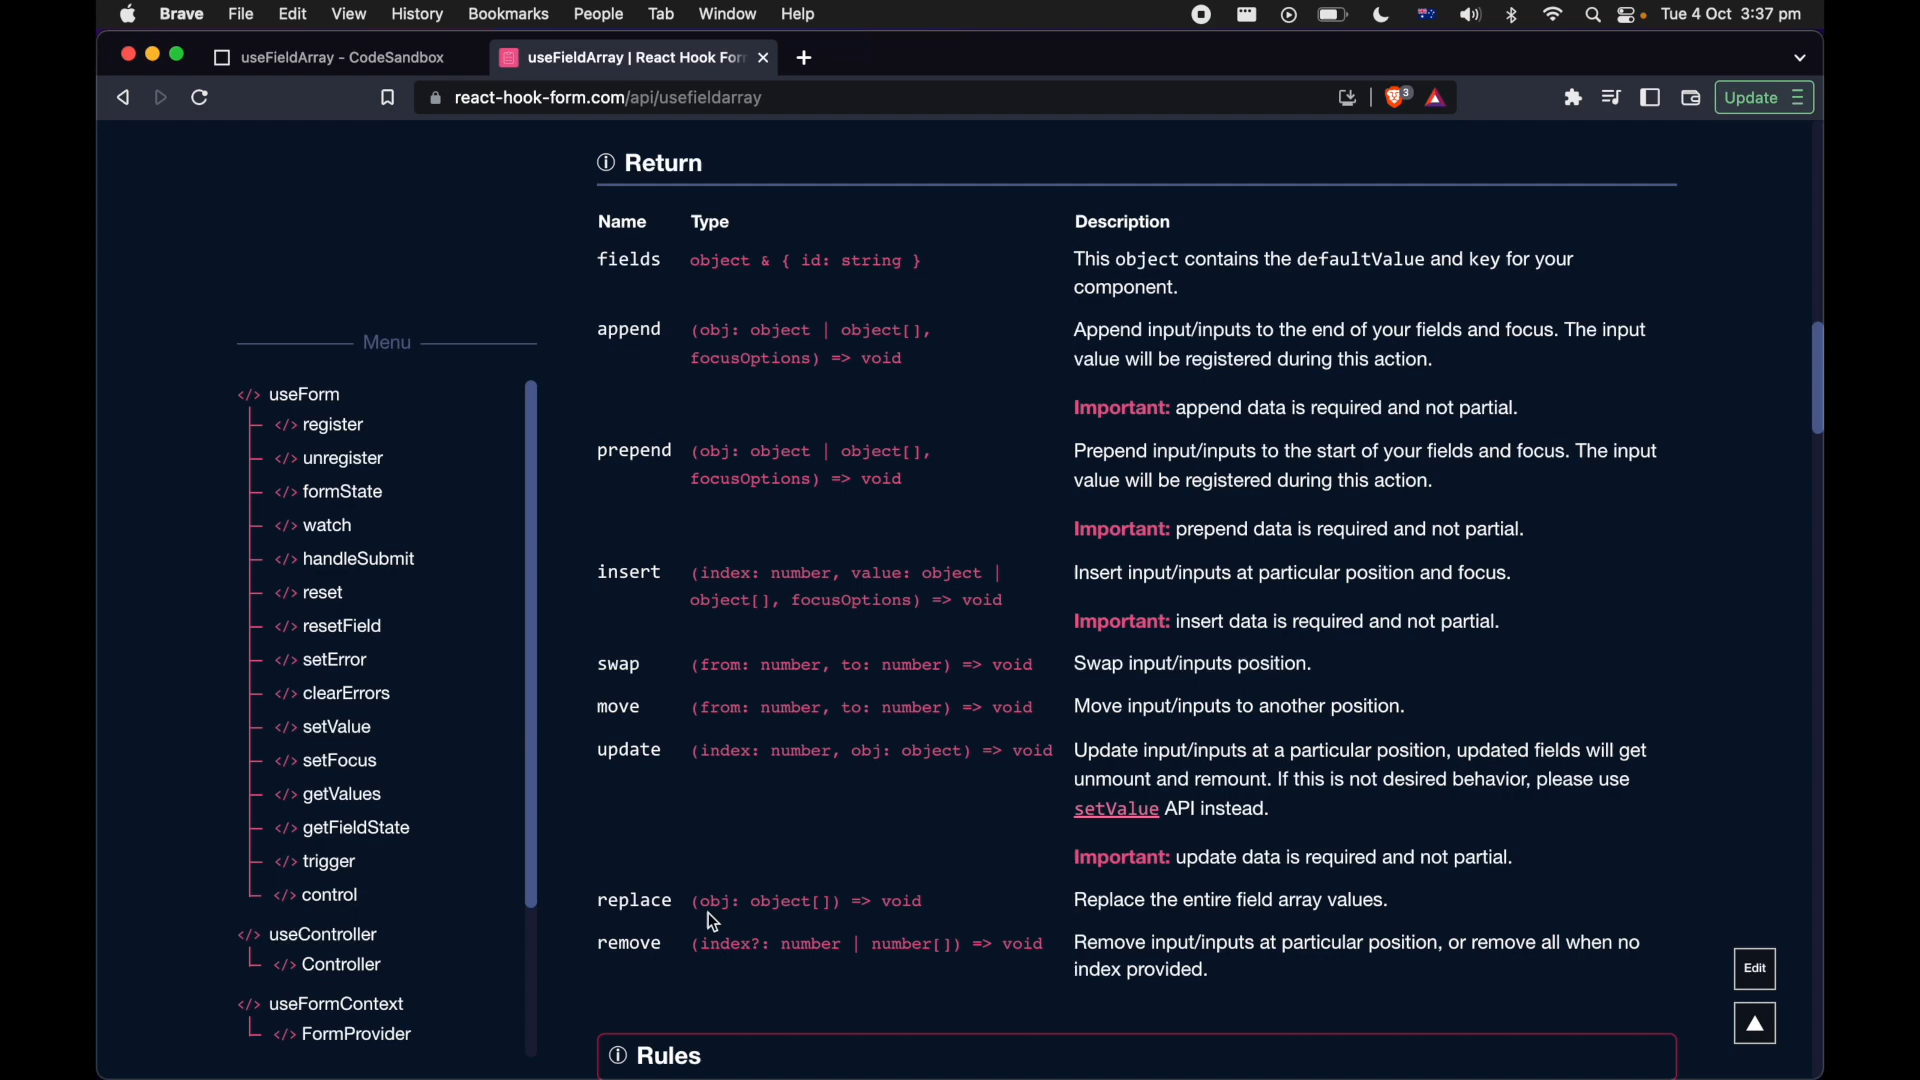 Brave File Edit View History Bookmarks People Tab Window Help Tue 4 Oct 3:37 pm
useFieldArray - CodeSandbox useFieldArray | React Hook For
react-hook-form.com/api/usefieldarray 3 Update
Menu
</> useForm
</> register
</> unregister
</> formState
</> watch
</> handleSubmit
</> reset
</> resetField
</> setError
</> clearErrors
</> setValue
</> setFocus
</> getValues
</> getFieldState
</> trigger
</> control
</> useController
</> Controller
</> useFormContext
</> FormProvider
Return
Name Type Description
fields object & { id: string } This object contains the defaultValue and key for your
component.
append (obj: object | object[], Append input/inputs to the end of your fields and focus. The input
focusOptions) => void value will be registered during this action.
Important: append data is required and not partial.
prepend (obj: object | object[], Prepend input/inputs to the start of your fields and focus. The input
focusOptions) => void value will be registered during this action.
Important: prepend data is required and not partial.
insert (index: number, value: object | Insert input/inputs at particular position and focus.
object[], focusOptions) => void
Important: insert data is required and not partial.
swap (from: number, to: number) => void Swap input/inputs position.
move (from: number, to: number) => void Move input/inputs to another position.
update (index: number, obj: object) => void Update input/inputs at a particular position, updated fields will get
unmount and remount. If this is not desired behavior, please use
setValue API instead.
Important: update data is required and not partial.
replace (obj: object[]) => void Replace the entire field array values.
remove (index?: number | number[]) => void Remove input/inputs at particular position, or remove all when no
index provided.
Edit
Rules